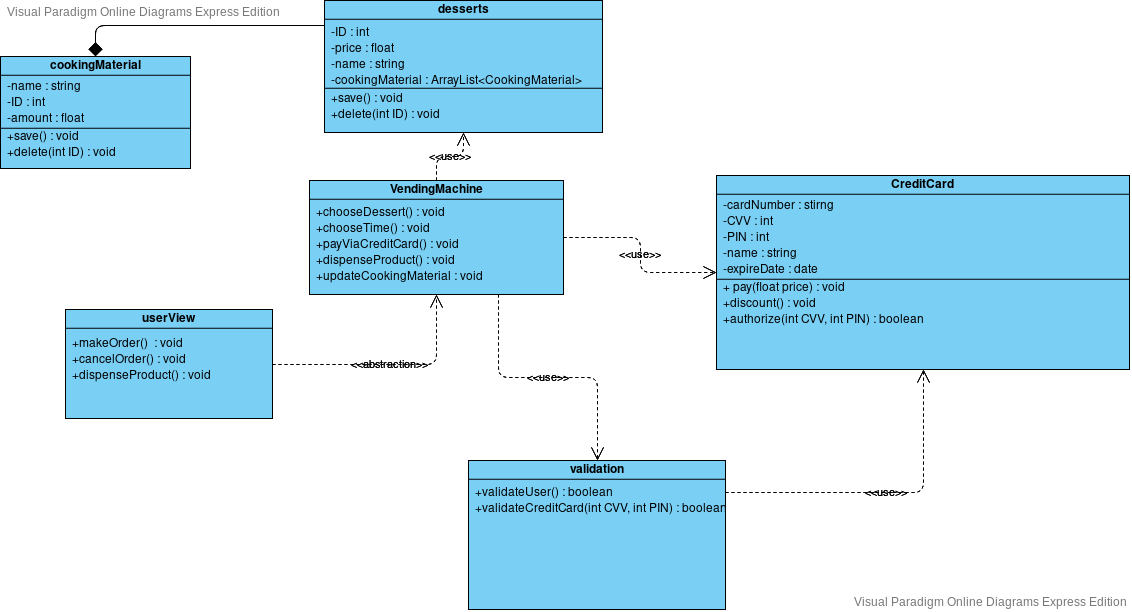 Visual Paradigm Online Diagrams Express Edition
desserts
-ID : int
-price : float
-name : string
-cookingMaterial : ArrayList<CookingMaterial>
+save() : void
+delete(int ID) : void
cookingMaterial
-name : string
-ID : int
-amount : float
+save() : void
+delete(int ID) : void
<<use>>
VendingMachine
+chooseDessert() : void
+chooseTime() : void
+payViaCreditCard() : void
+dispenseProduct() : void
+updateCookingMaterial : void
<<use>>
CreditCard
-cardNumber : stirng
-CVV : int
-PIN : int
-name : string
-expireDate : date
+ pay(float price) : void
+discount() : void
+authorize(int CVV, int PIN) : boolean
userView
+makeOrder() : void
+cancelOrder() : void
+dispenseProduct() : void
<<abstraction>>
<<use>>
validation
+validateUser() : boolean
+validateCreditCard(int CVV, int PIN) : boolean
<<use>>
Visual Paradigm Online Diagrams Express Edition